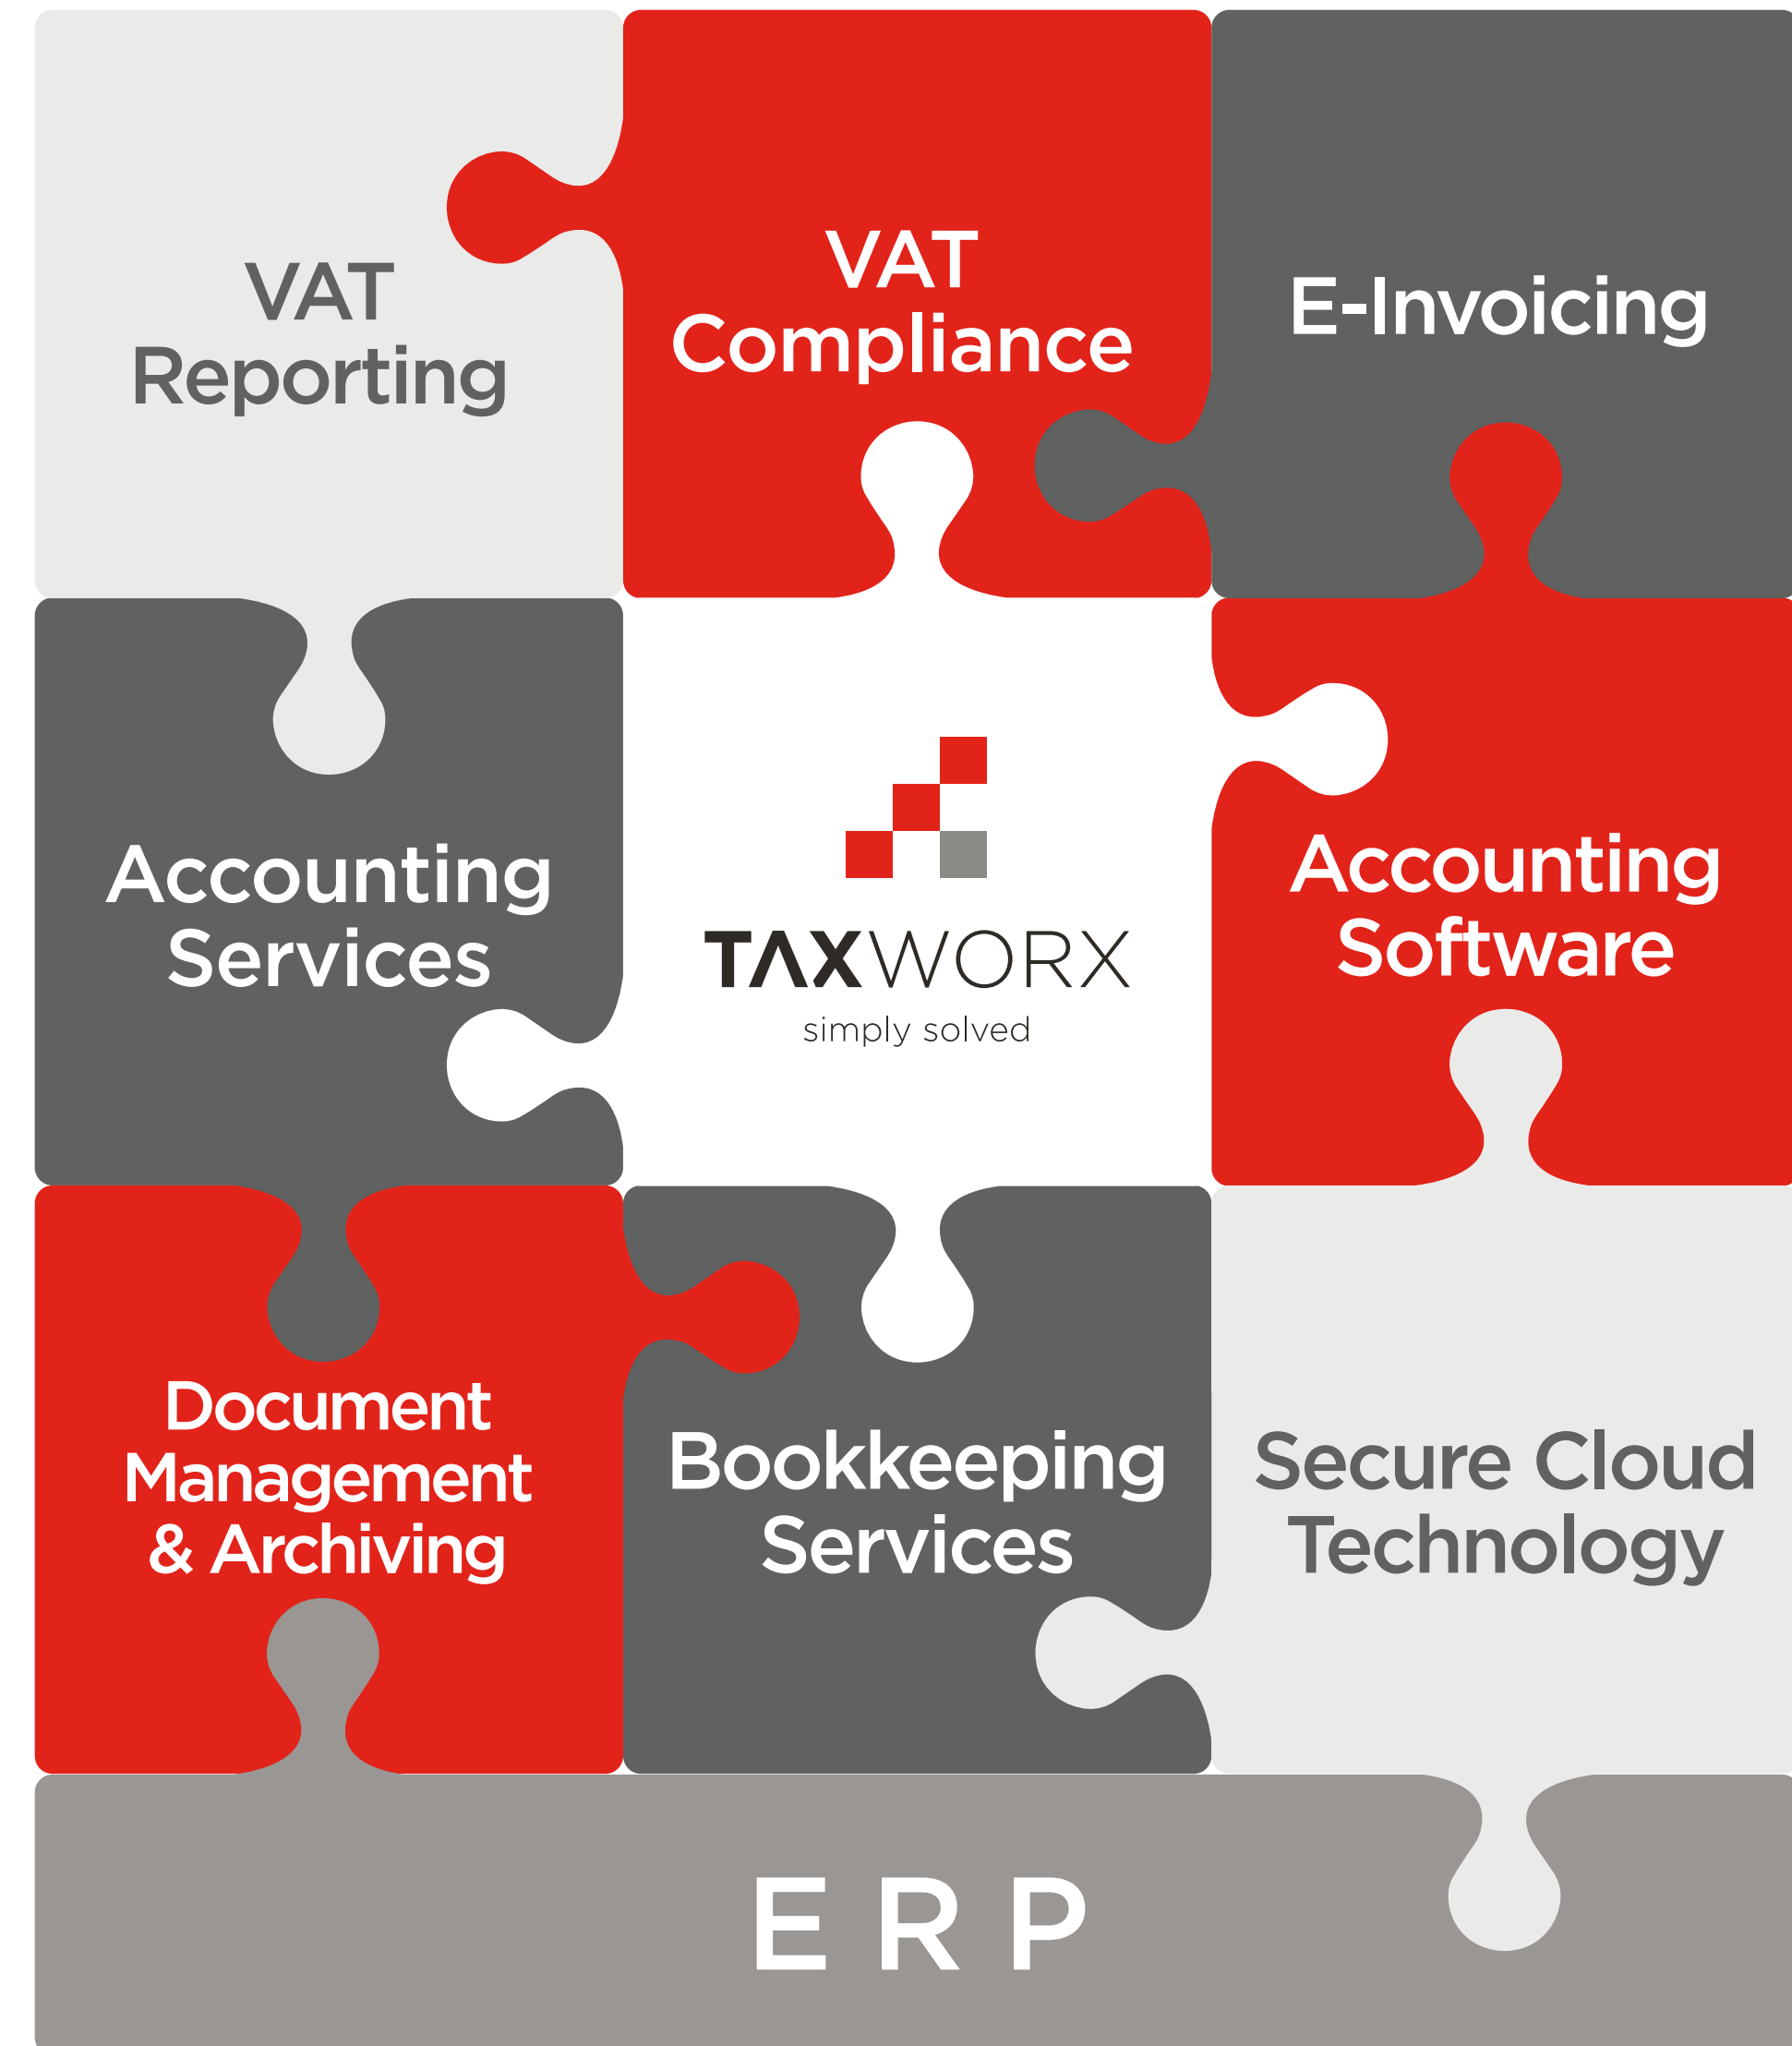 VAT
Reporting
VAT
Compliance
E-Invoicing
Accounting
Services
TAXWORX
simply solved
Accounting
Software
Document
Management
& Archiving
Bookkeeping
Services
Secure Cloud
Technology
ERP